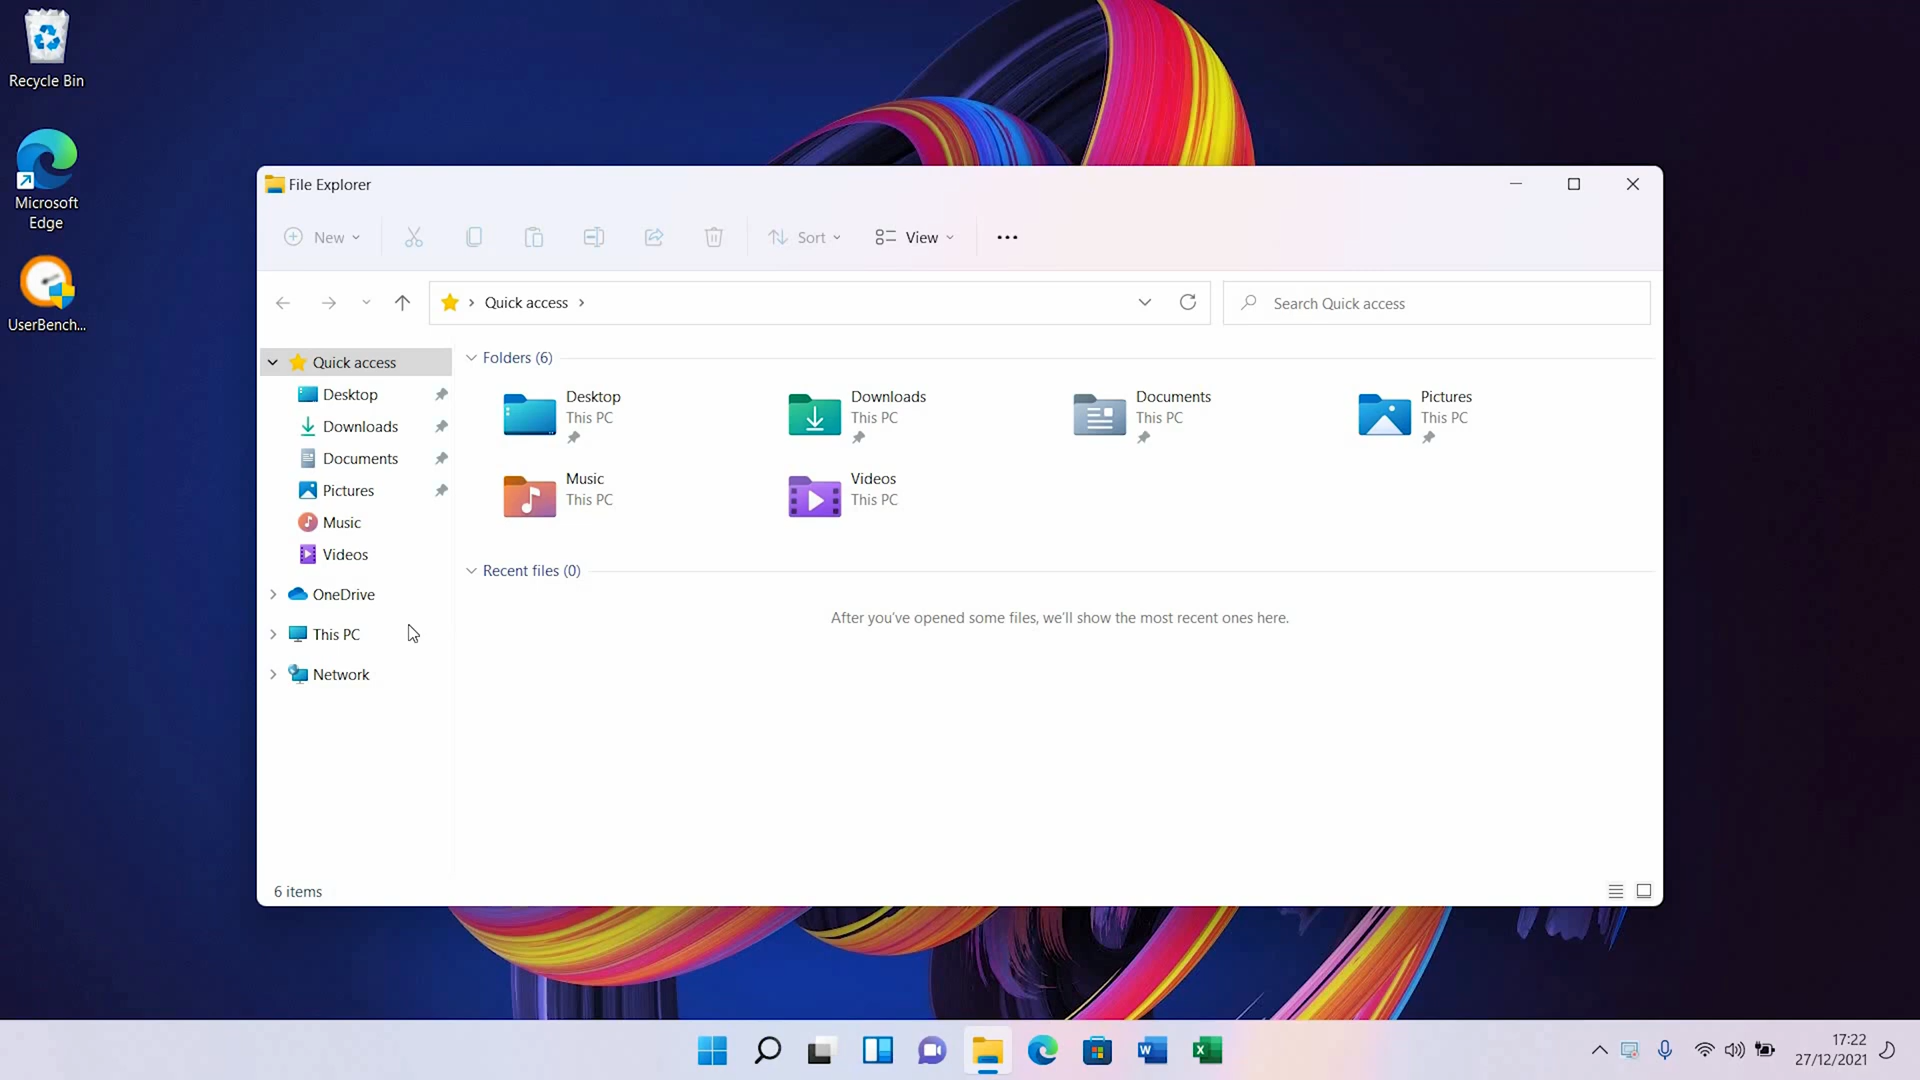 Recycle Bin
Microsoft
Edge
UserBench...
File Explorer
New
Sort
View
Quick access
Search Quick access
Quick access
Desktop
Downloads
Documents
Pictures
Music
Videos
OneDrive
This PC
Network
Folders (6)
Desktop
This PC
Downloads
This PC
Documents
This PC
Pictures
This PC
Music
This PC
Videos
This PC
Recent files (0)
After you've opened some files, we'll show the most recent ones here.
6 items
17:22
27/12/2021